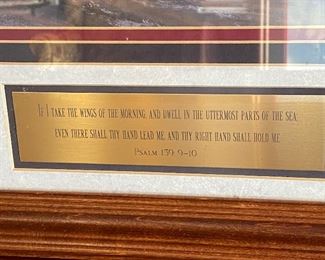 If I take the wings of the morning and dwell in the uttermost parts of the sea:
even there shall thy hand lead me and thy right hand shall hold me.
Psalm 139 9-10